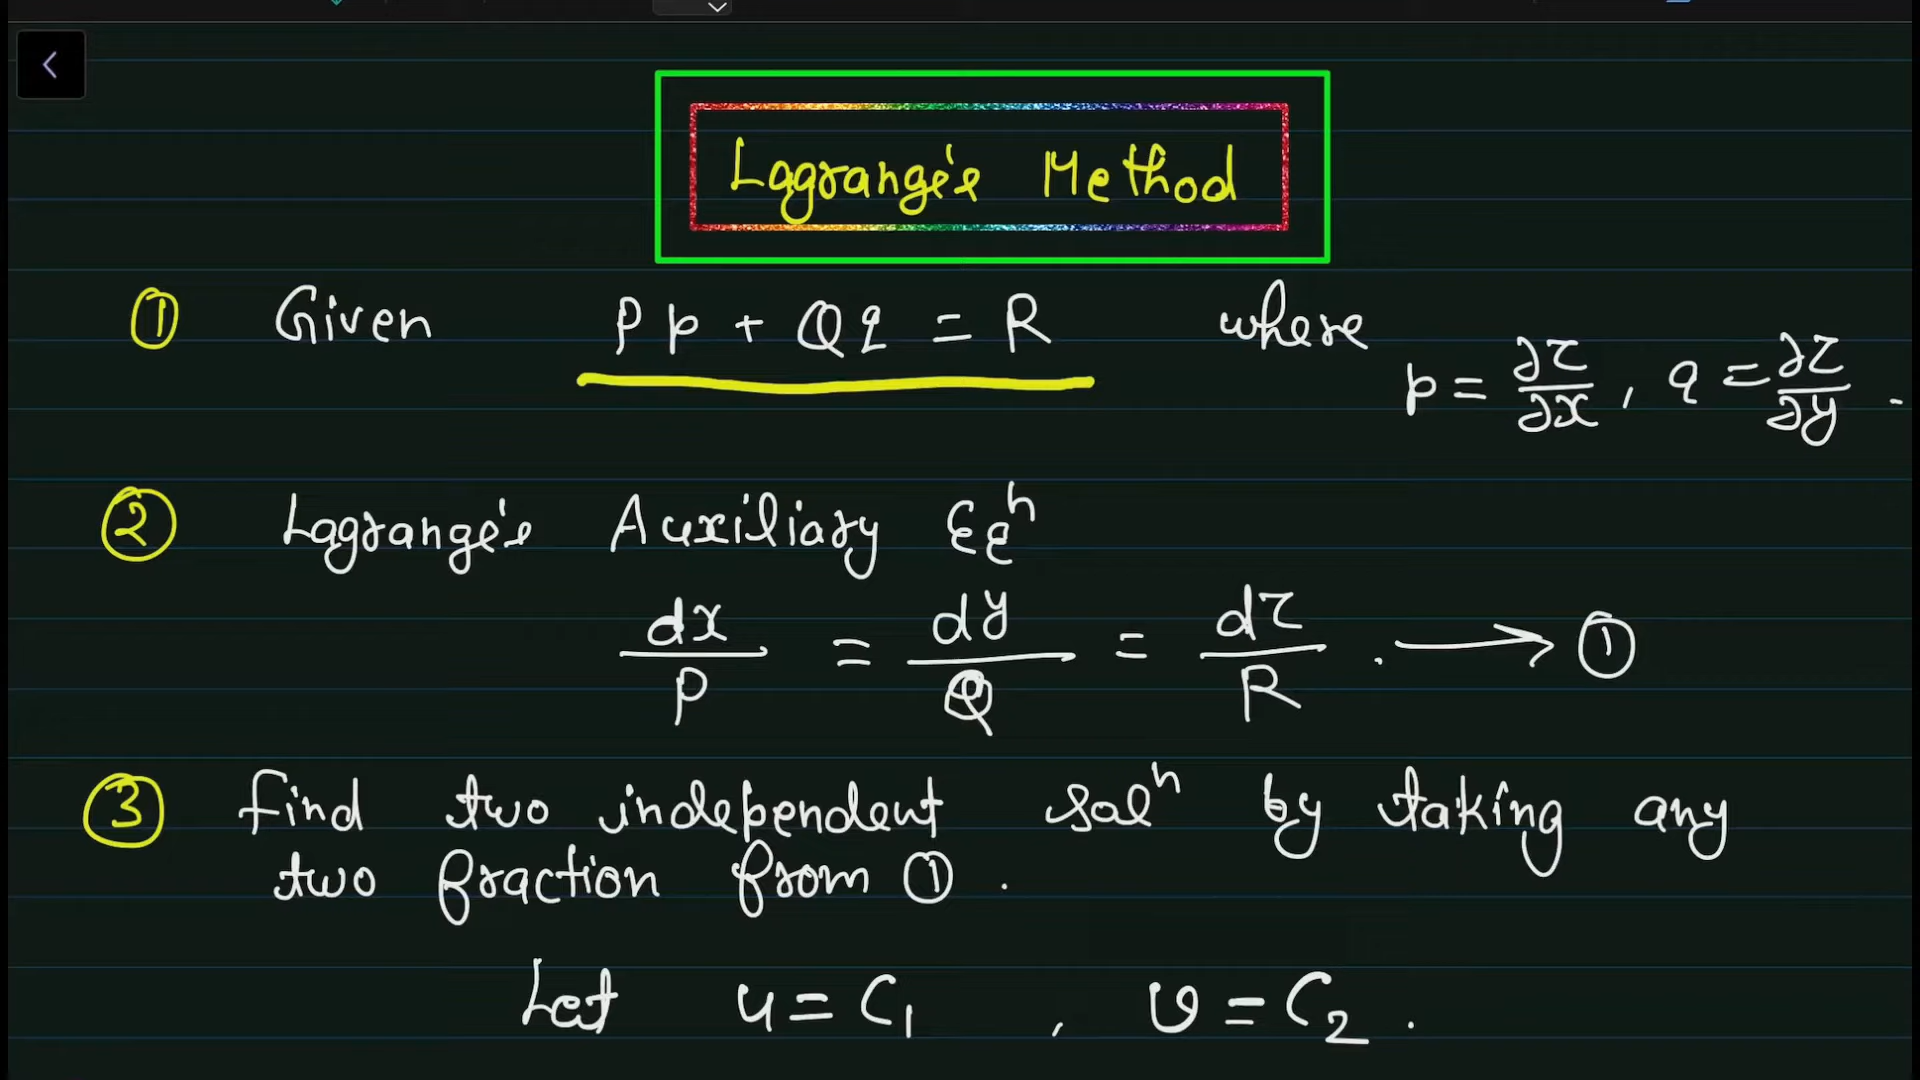 Lagrange's Method
① Given Pp + Qq = R where p = ∂z/∂x, q = ∂z/∂y.
② Lagrange's Auxiliary Eqⁿ
dx/P = dy/Q = dz/R. → ①
③ find two independent solⁿ by taking any
two fraction from ①.
Let u = C₁, v = C₂.